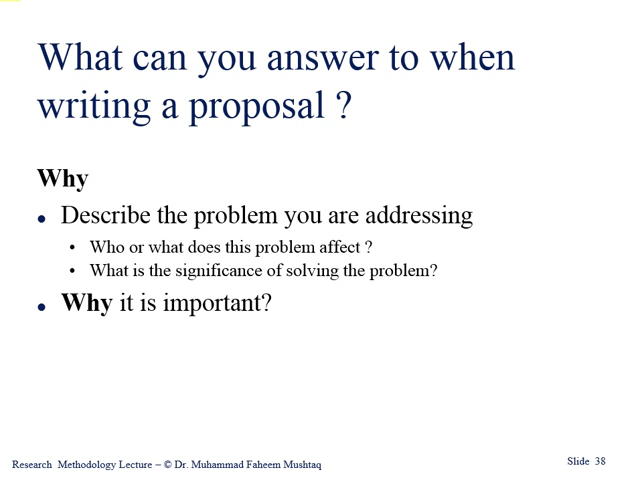 What can you answer to when
writing a proposal ?
Why
• Describe the problem you are addressing
• Who or what does this problem affect ?
• What is the significance of solving the problem?
• Why it is important?
Research Methodology Lecture – © Dr. Muhammad Faheem Mushtaq
Slide 38